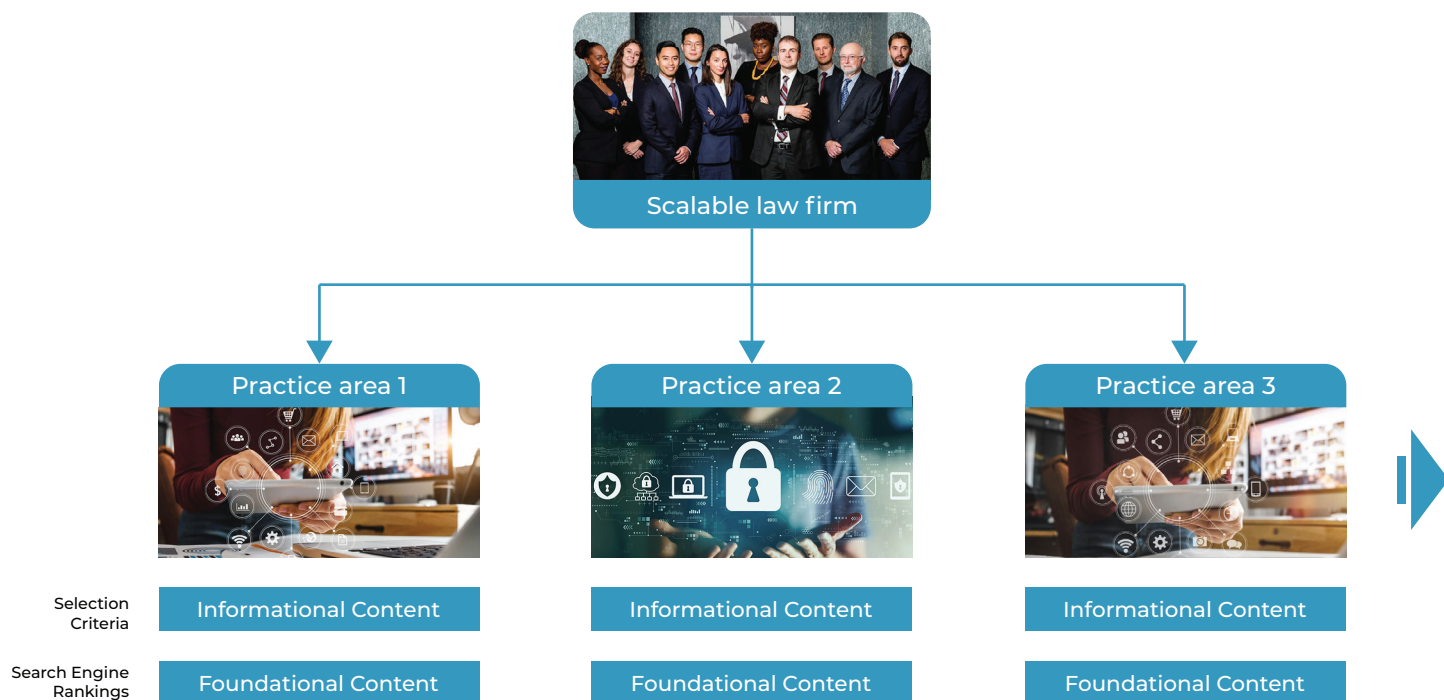 Scalable law firm
Practice area 1
Practice area 2
Practice area 3
Selection
Criteria
Informational Content
Informational Content
Informational Content
Search Engine
Rankings
Foundational Content
Foundational Content
Foundational Content